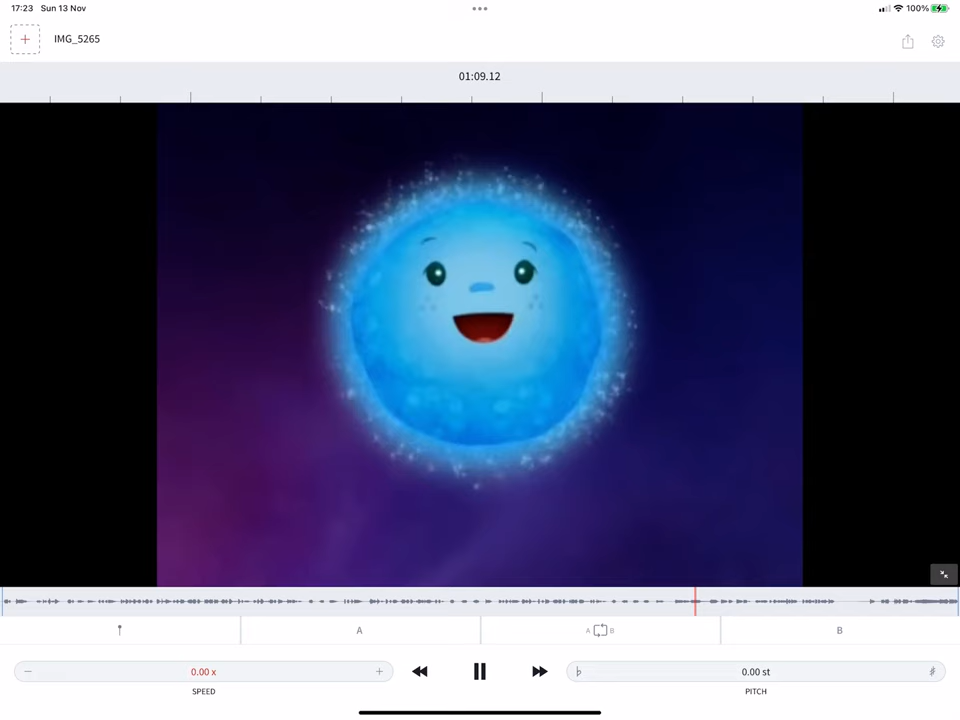 17:23 Sun 13 Nov
100%
IMG_5265
01:09.12
A
A B
B
− 0.00 x +
♭ 0.00 st ♯
SPEED
PITCH